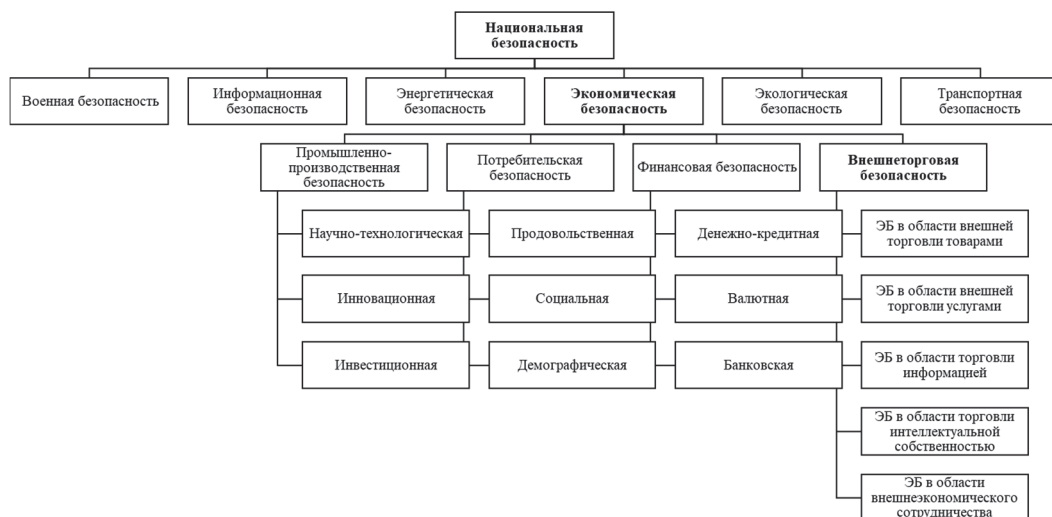 Национальная
безопасность
Военная безопасность
Информационная
безопасность
Энергетическая
безопасность
Экономическая
безопасность
Экологическая
безопасность
Транспортная
безопасность
Промышленно-
производственная
безопасность
Потребительская
безопасность
Финансовая безопасность
Внешнеторговая
безопасность
Научно-технологическая
Продовольственная
Денежно-кредитная
ЭБ в области внешней
торговли товарами
Инновационная
Социальная
Валютная
ЭБ в области внешней
торговли услугами
Инвестиционная
Демографическая
Банковская
ЭБ в области торговли
информацией
ЭБ в области торговли
интеллектуальной
собственностью
ЭБ в области
внешнеэкономического
сотрудничества